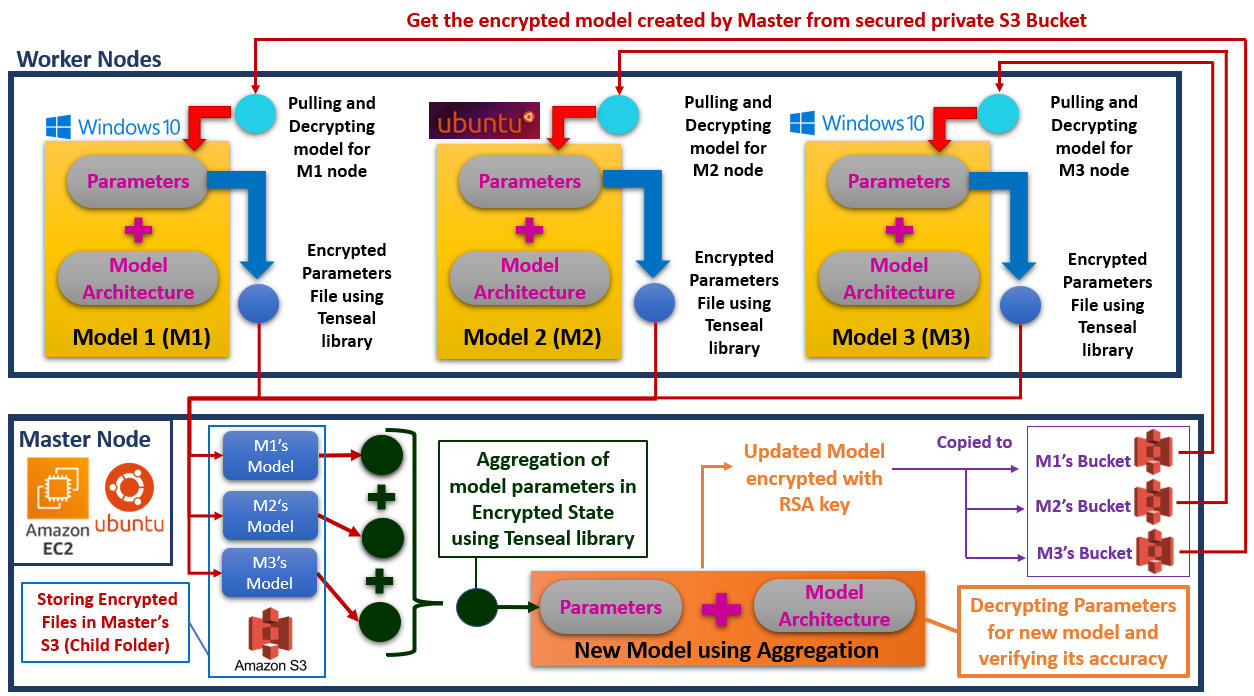 Get the encrypted model created by Master from secured private S3 Bucket
Worker Nodes
Windows 10
Pulling and
Decrypting
model for
M1 node
Parameters
Model
Architecture
Model 1 (M1)
Encrypted
Parameters
File using
Tenseal
library
ubuntu
Pulling and
Decrypting
model for
M2 node
Parameters
Model
Architecture
Model 2 (M2)
Encrypted
Parameters
File using
Tenseal
library
Windows 10
Pulling and
Decrypting
model for
M3 node
Parameters
Model
Architecture
Model 3 (M3)
Encrypted
Parameters
File using
Tenseal
library
Master Node
Amazon
EC2
ubuntu
M1's
Model
M2's
Model
M3's
Model
Amazon S3
Storing Encrypted
Files in Master's
S3 (Child Folder)
Aggregation of
model parameters in
Encrypted State
using Tenseal library
Parameters
Model
Architecture
New Model using Aggregation
Updated Model
encrypted with
RSA key
Copied to
M1's Bucket
M2's Bucket
M3's Bucket
Decrypting Parameters
for new model and
verifying its accuracy